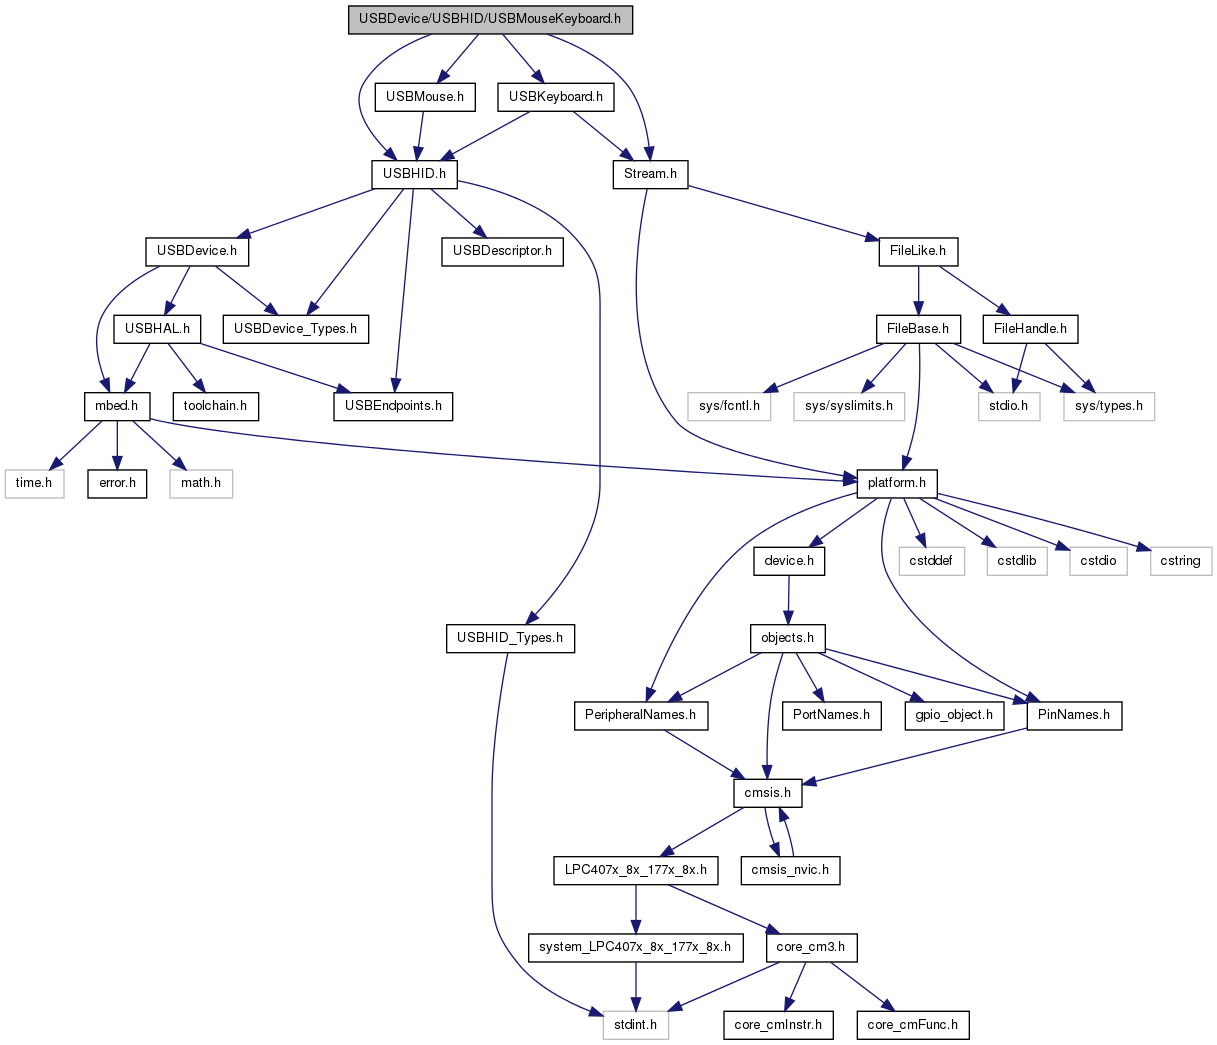 USBDevice/USBHID/USBMouseKeyboard.h
USBMouse.h
USBKeyboard.h
USBHID.h
Stream.h
USBDevice.h
USBDescriptor.h
FileLike.h
USBHAL.h
USBDevice_Types.h
FileBase.h
FileHandle.h
mbed.h
toolchain.h
USBEndpoints.h
sys/fcntl.h
sys/syslimits.h
stdio.h
sys/types.h
time.h
error.h
math.h
platform.h
device.h
cstddef
cstdlib
cstdio
cstring
USBHID_Types.h
objects.h
PeripheralNames.h
PortNames.h
gpio_object.h
PinNames.h
cmsis.h
LPC407x_8x_177x_8x.h
cmsis_nvic.h
system_LPC407x_8x_177x_8x.h
core_cm3.h
stdint.h
core_cmInstr.h
core_cmFunc.h